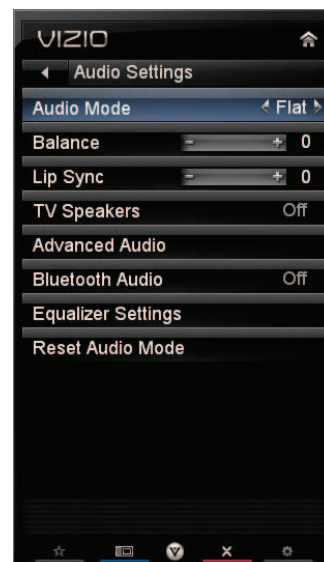 VIZIO
Audio Settings
Audio Mode Flat
Balance - + 0
Lip Sync - + 0
TV Speakers Off
Advanced Audio
Bluetooth Audio Off
Equalizer Settings
Reset Audio Mode